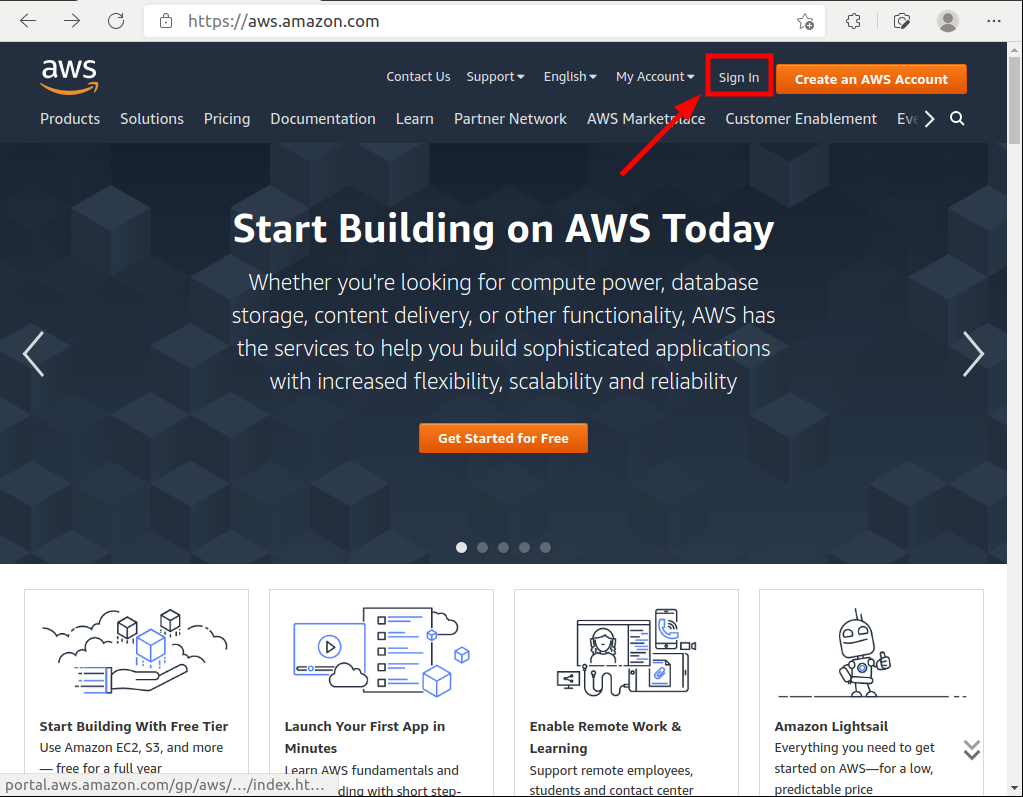 https://aws.amazon.com
aws
Contact Us Support English My Account Sign In Create an AWS Account
Products Solutions Pricing Documentation Learn Partner Network AWS Marketplace Customer Enablement
Start Building on AWS Today
Whether you're looking for compute power, database
storage, content delivery, or other functionality, AWS has
the services to help you build sophisticated applications
with increased flexibility, scalability and reliability
Get Started for Free
Start Building With Free Tier
Use Amazon EC2, S3, and more
— free for a full year
Launch Your First App in
Minutes
Learn AWS fundamentals and
ding with short step-
Enable Remote Work &
Learning
Support remote employees,
students and contact center
Amazon Lightsail
Everything you need to get
started on AWS—for a low,
predictable price
portal.aws.amazon.com/gp/aws/…/index.ht…